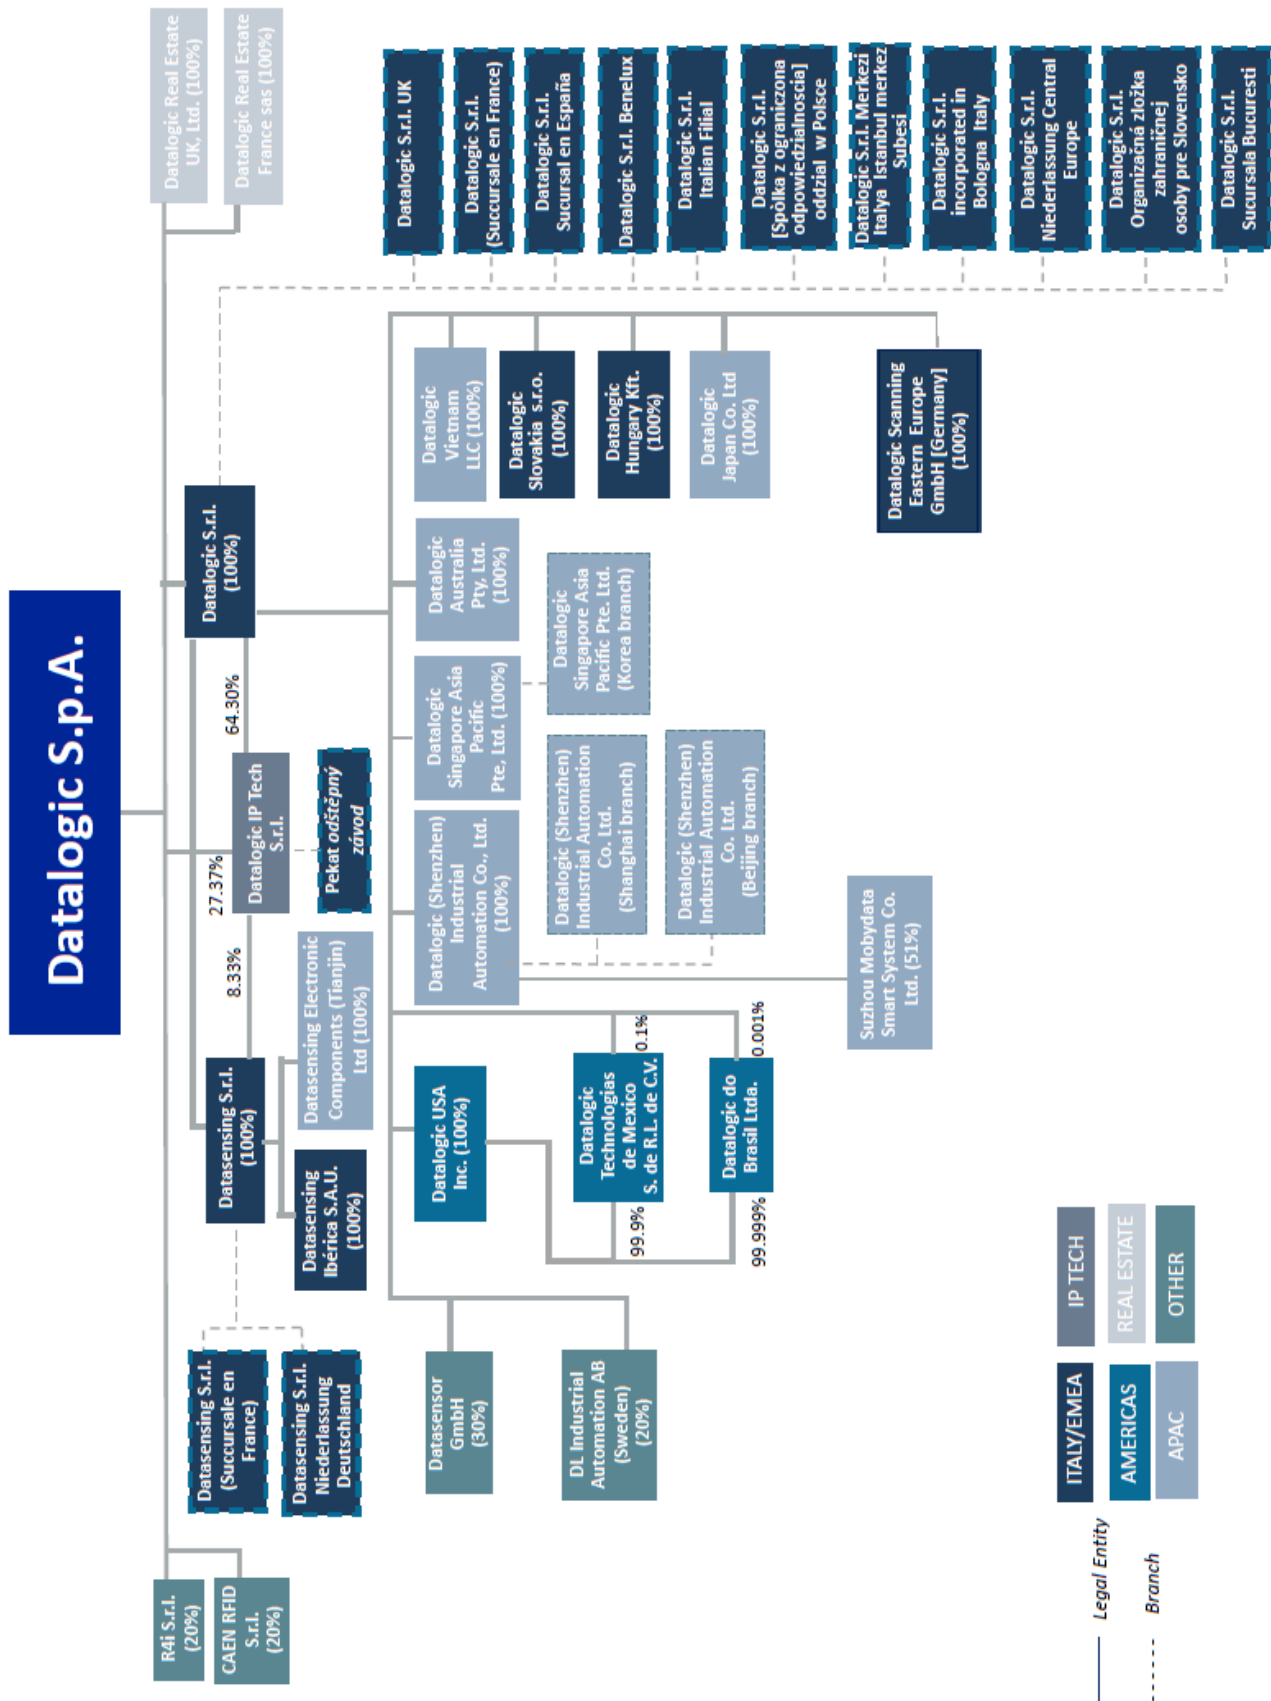 Datalogic S.p.A.
R4i S.r.l.
(20%)
CAEN RFID
S.r.l.
(20%)
Datalogic Real Estate
UK, Ltd. (100%)
Datalogic Real Estate
France sas (100%)
Datasensing S.r.l.
(100%)
8.33%
27.37%
Datalogic IP Tech
S.r.l.
64.30%
Datalogic S.r.l.
(100%)
Datasensing S.r.l.
(Succursale en
France)
Datasensing S.r.l.
Niederlassung
Deutschland
Datasensing
Ibérica S.A.U.
(100%)
Datasensing Electronic
Components (Tianjin)
Ltd (100%)
Pekat odštěpný
závod
Datasensor
GmbH
(30%)
DL Industrial
Automation AB
(Sweden)
(20%)
Datalogic USA
Inc. (100%)
Datalogic
Technologias
de Mexico
S. de R.L. de C.V.
99.9%
0.1%
Datalogic do
Brasil Ltda.
99.999%
0.001%
Datalogic (Shenzhen)
Industrial
Automation Co., Ltd.
(100%)
Datalogic (Shenzhen)
Industrial Automation
Co. Ltd.
(Shanghai branch)
Datalogic (Shenzhen)
Industrial Automation
Co. Ltd.
(Beijing branch)
Suzhou Mobydata
Smart System Co.
Ltd. (51%)
Datalogic
Singapore Asia
Pacific
Pte, Ltd. (100%)
Datalogic
Singapore Asia
Pacific Pte. Ltd.
(Korea branch)
Datalogic
Australia
Pty, Ltd.
(100%)
Datalogic
Vietnam
LLC (100%)
Datalogic
Slovakia s.r.o.
(100%)
Datalogic
Hungary Kft.
(100%)
Datalogic
Japan Co. Ltd
(100%)
Datalogic Scanning
Eastern Europe
GmbH [Germany]
(100%)
Datalogic S.r.l. UK
Datalogic S.r.l.
(Succursale en France)
Datalogic S.r.l.
Sucursal en España
Datalogic S.r.l. Benelux
Datalogic S.r.l.
Italian Filial
Datalogic S.r.l.
[Spòlka z ograniczona
odpowiedzialnoscia]
oddzial w Polsce
Datalogic S.r.l. Merkezi
Italya Istanbul merkez
Subesi
Datalogic S.r.l.
incorporated in
Bologna Italy
Datalogic S.r.l.
Niederlassung Central
Europe
Datalogic S.r.l.
Organizačná zložka
zahraničnej
osoby pre Slovensko
Datalogic S.r.l.
Sucursala Bucuresti
Legal Entity
Branch
ITALY/EMEA
IP TECH
AMERICAS
REAL ESTATE
APAC
OTHER